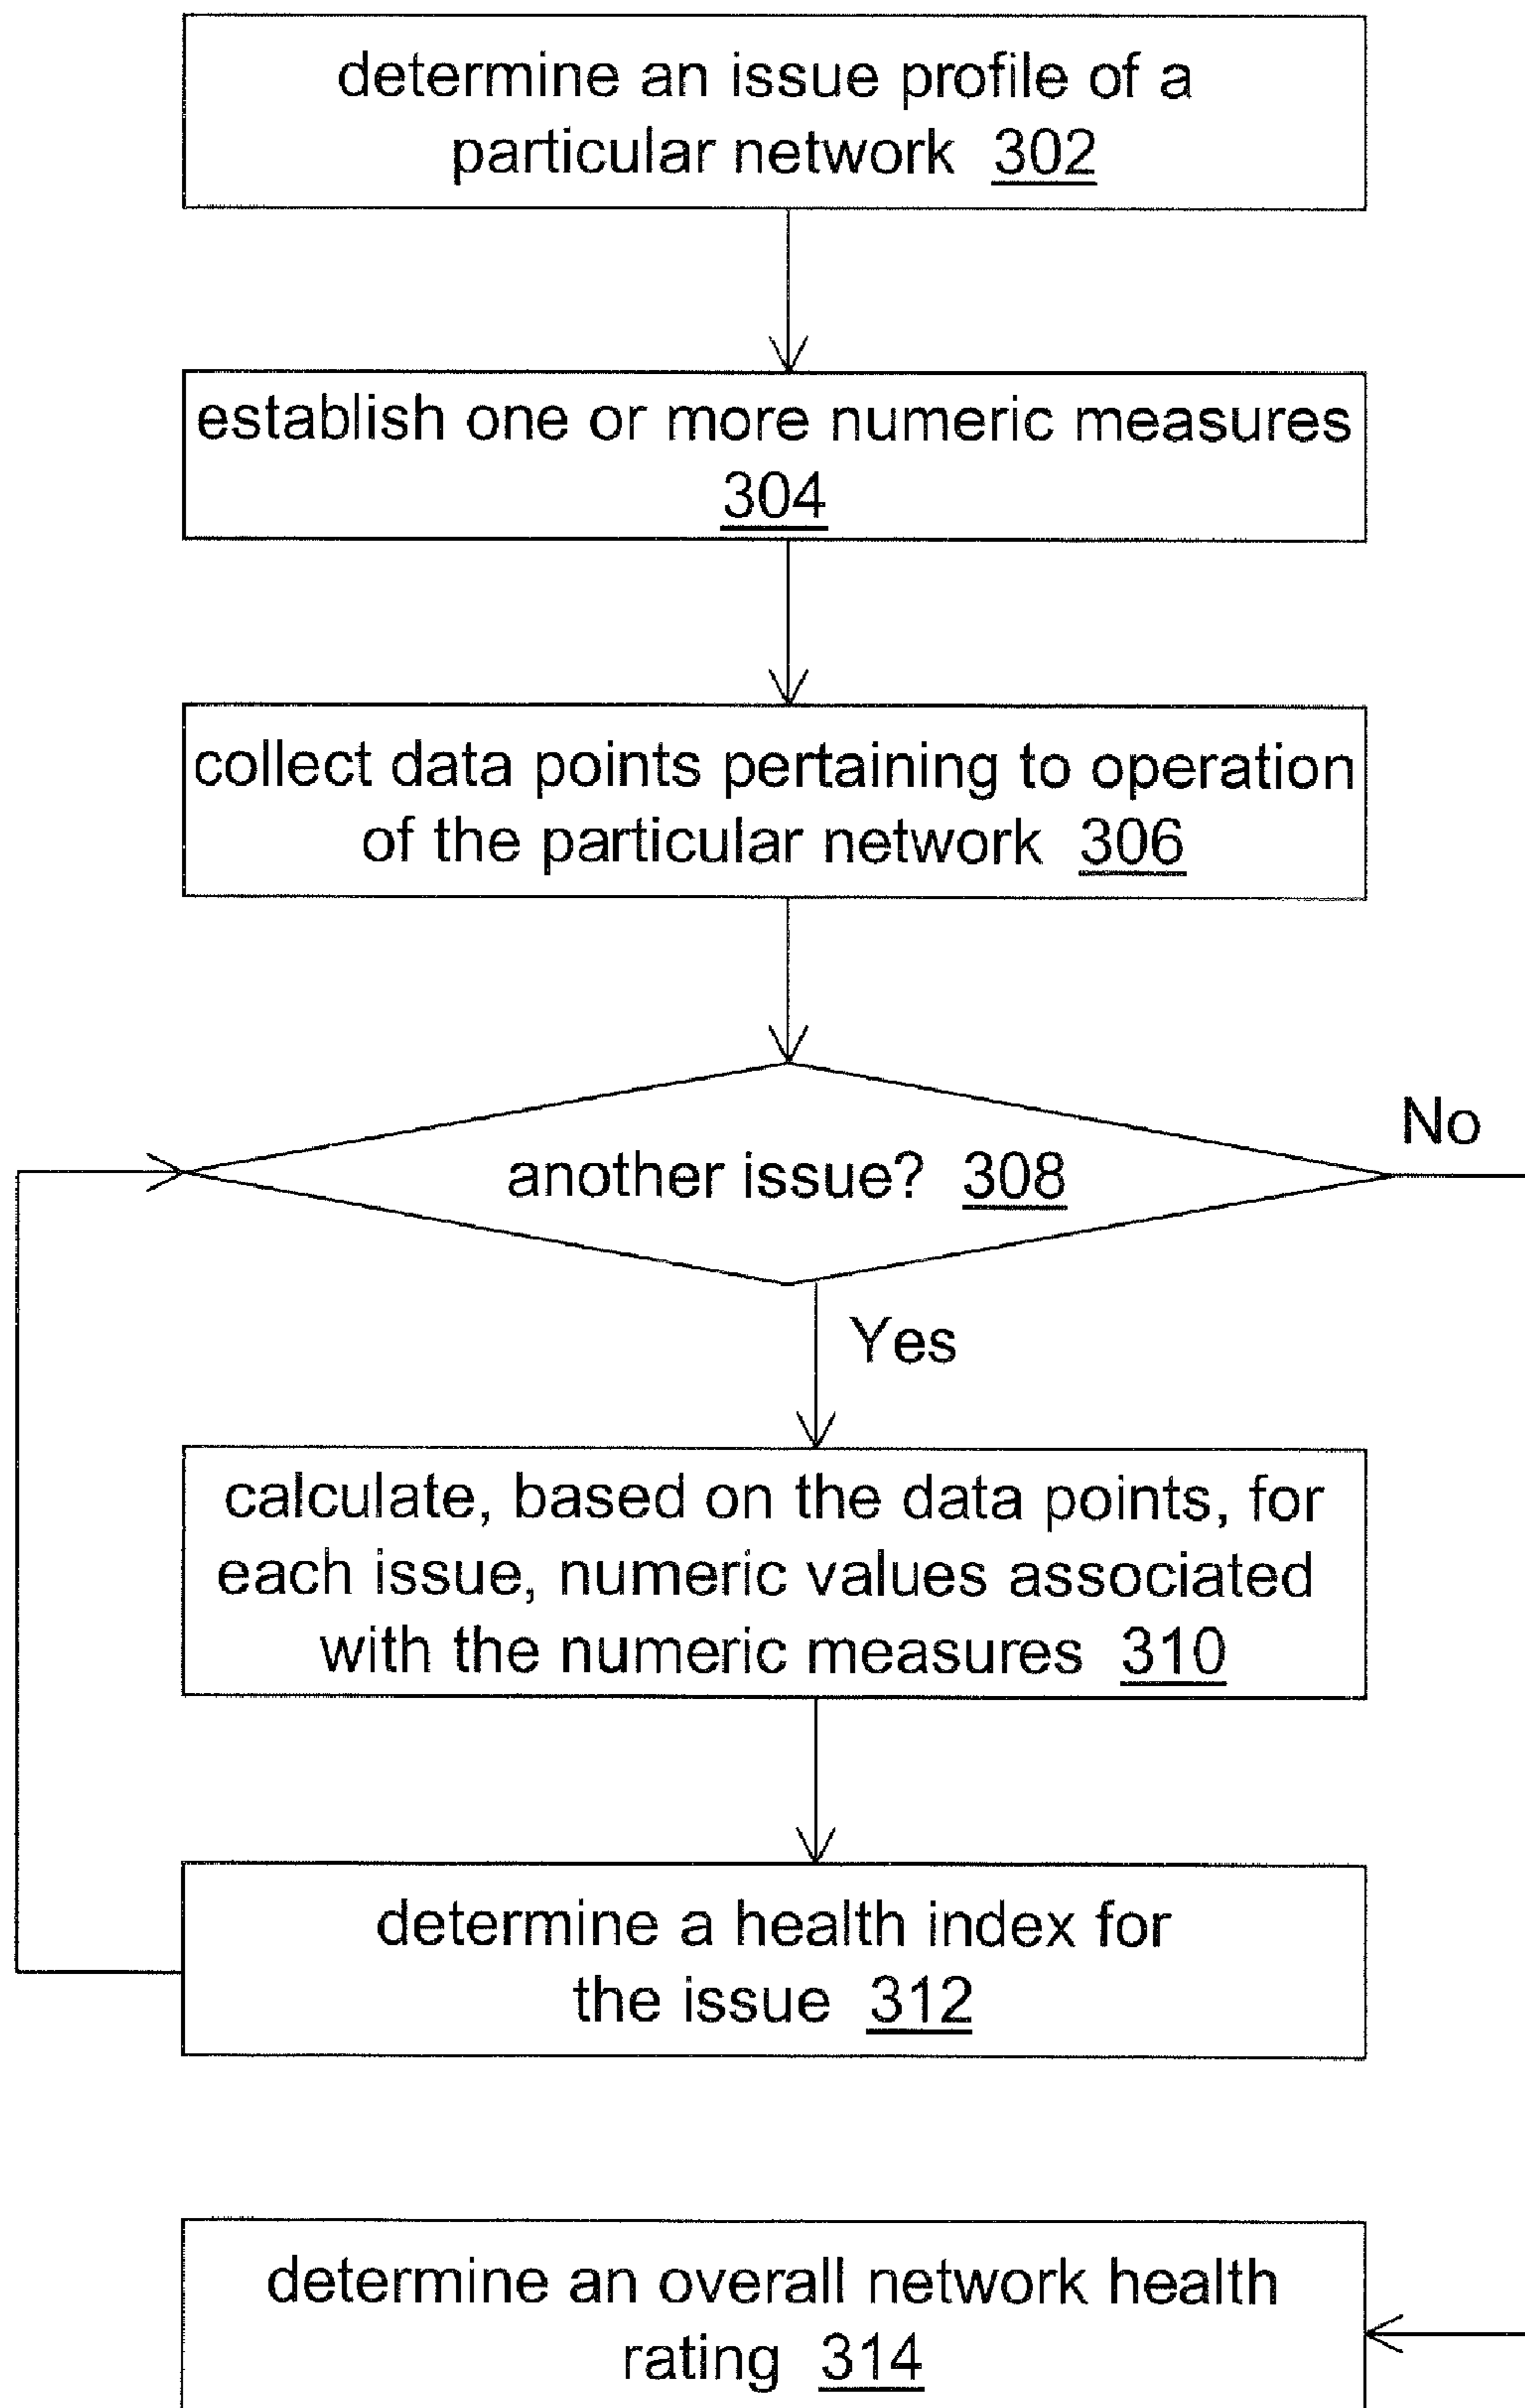 determine an issue profile of a
particular network 302
establish one or more numeric measures
304
collect data points pertaining to operation
of the particular network 306
another issue? 308
No
Yes
calculate, based on the data points, for
each issue, numeric values associated
with the numeric measures 310
determine a health index for
the issue 312
determine an overall network health
rating 314